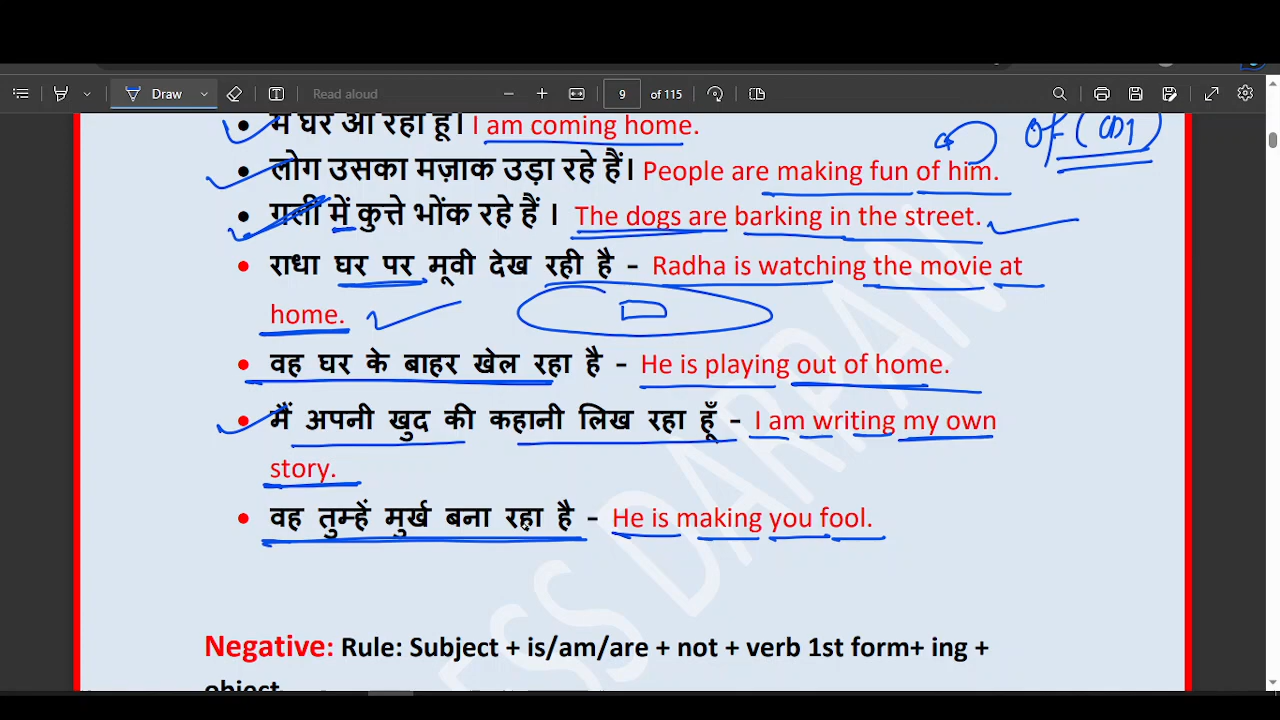 Draw
Read aloud
9 of 115
• मैं घर आ रहा हूँ। I am coming home.
of (का)
• लोग उसका मज़ाक उड़ा रहे हैं। People are making fun of him.
• गली में कुत्ते भोंक रहे हैं । The dogs are barking in the street.
• राधा घर पर मूवी देख रही है – Radha is watching the movie at
home.
• वह घर के बाहर खेल रहा है – He is playing out of home.
• मैं अपनी खुद की कहानी लिख रहा हूँ – I am writing my own
story.
• वह तुम्हें मुर्ख बना रहा है – He is making you fool.
Negative: Rule: Subject + is/am/are + not + verb 1st form+ ing +
object